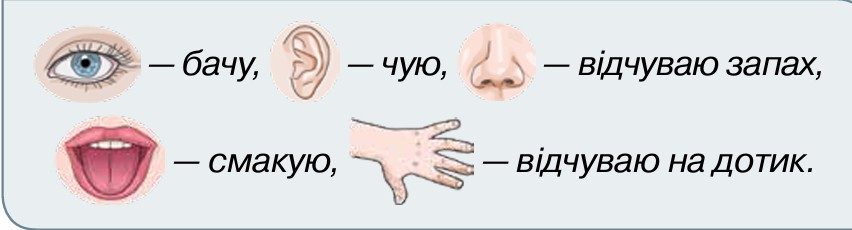 — бачу, — чую, — відчуваю запах,
— смакую, — відчуваю на дотик.